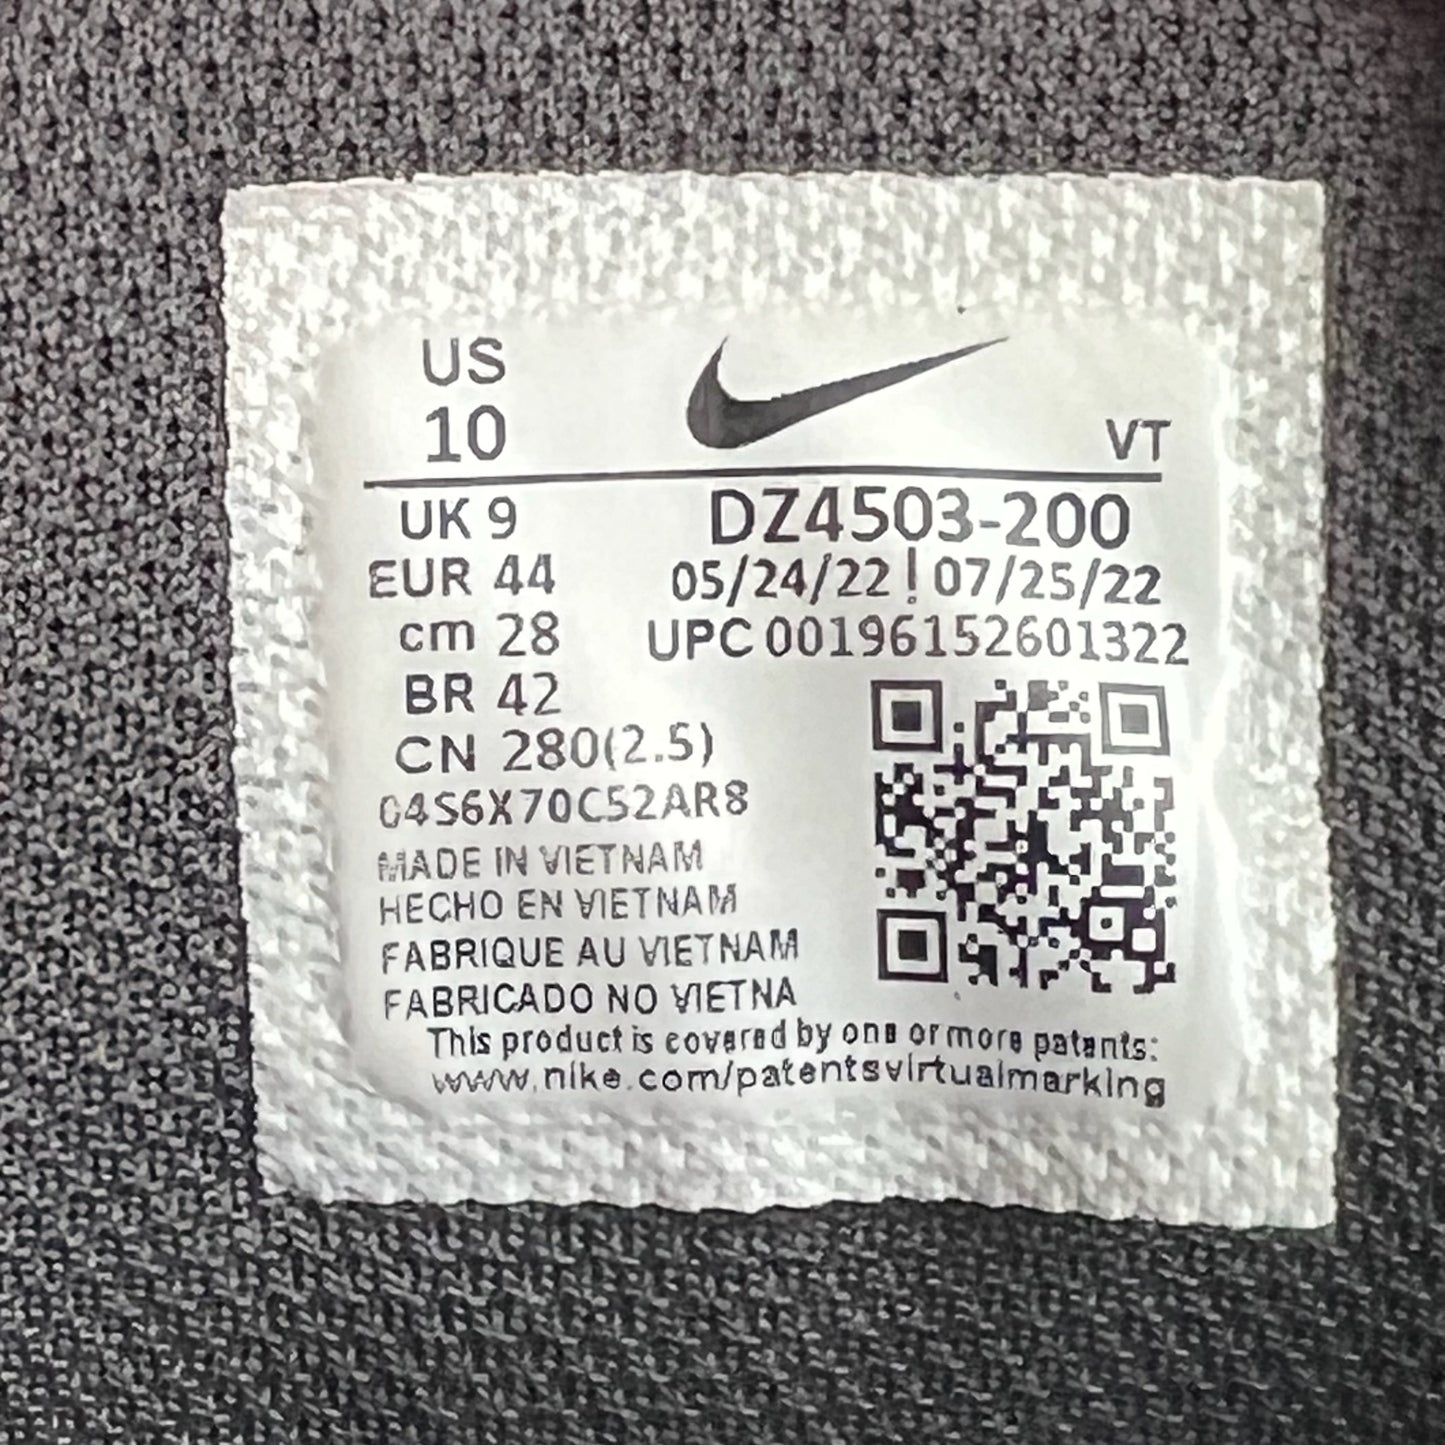 US
10
VT
UK 9
DZ4503-200
EUR 44
05/24/22 ! 07/25/22
cm 28
UPC 00196152601322
BR 42
CN 280(2.5)
04S6X70C52AR8
MADE IN VIETNAM
HECHO EN VIETNAM
FABRIQUE AU VIETNAM
FABRICADO NO VIETNA
This product is covered by one or more patents:
www.nike.com/patentsvirtualmarking